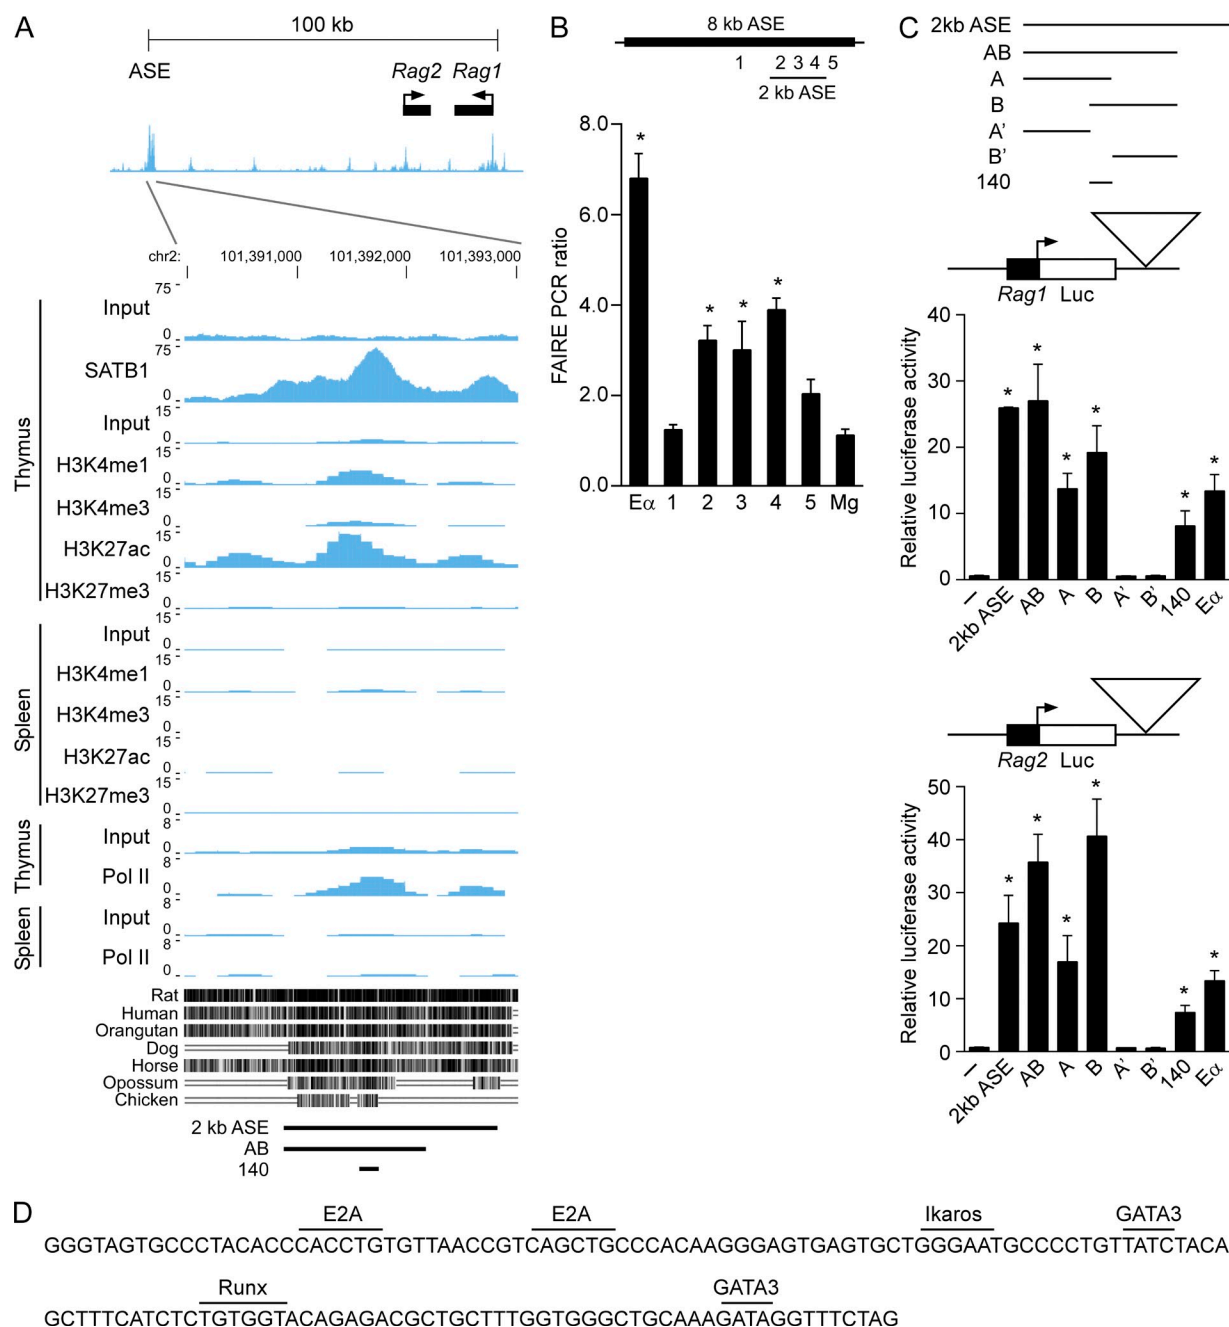 A
100 kb
ASE
Rag2
Rag1
chr2:
101,391,000
101,392,000
101,393,000
Thymus
Input
75
0
SATB1
75
0
Input
15
0
H3K4me1
15
0
H3K4me3
15
0
H3K27ac
15
0
H3K27me3
15
0
Spleen
Input
15
0
H3K4me1
15
0
H3K4me3
15
0
H3K27ac
15
0
H3K27me3
15
0
Thymus
Input
8
0
Pol II
8
0
Spleen
Input
8
0
Pol II
8
0
Rat
Human
Orangutan
Dog
Horse
Opossum
Chicken
2 kb ASE
AB
140
B
8 kb ASE
1 2 3 4 5
2 kb ASE
FAIRE PCR ratio
8.0
6.0
4.0
2.0
0.0
* * * *
Eα 1 2 3 4 5 Mg
C
2kb ASE
AB
A
B
A'
B'
140
Rag1 Luc
Relative luciferase activity
40
30
20
10
0
* * * * * *
– 2kb ASE AB A B A' B' 140 Eα
Rag2 Luc
Relative luciferase activity
50
40
30
20
10
0
* * * * * *
– 2kb ASE AB A B A' B' 140 Eα
D
E2A E2A Ikaros GATA3
GGGTAGTGCCCTACACCCACCTGTGTTAACCGTCAGCTGCCCACAAGGGAGTGAGTGCTGGGAATGCCCCTGTTATCTACA
Runx GATA3
GCTTTCATCTCTGTGGTACAGAGACGCTGCTTTGGTGGGCTGCAAAGATAGGTTTCTAG